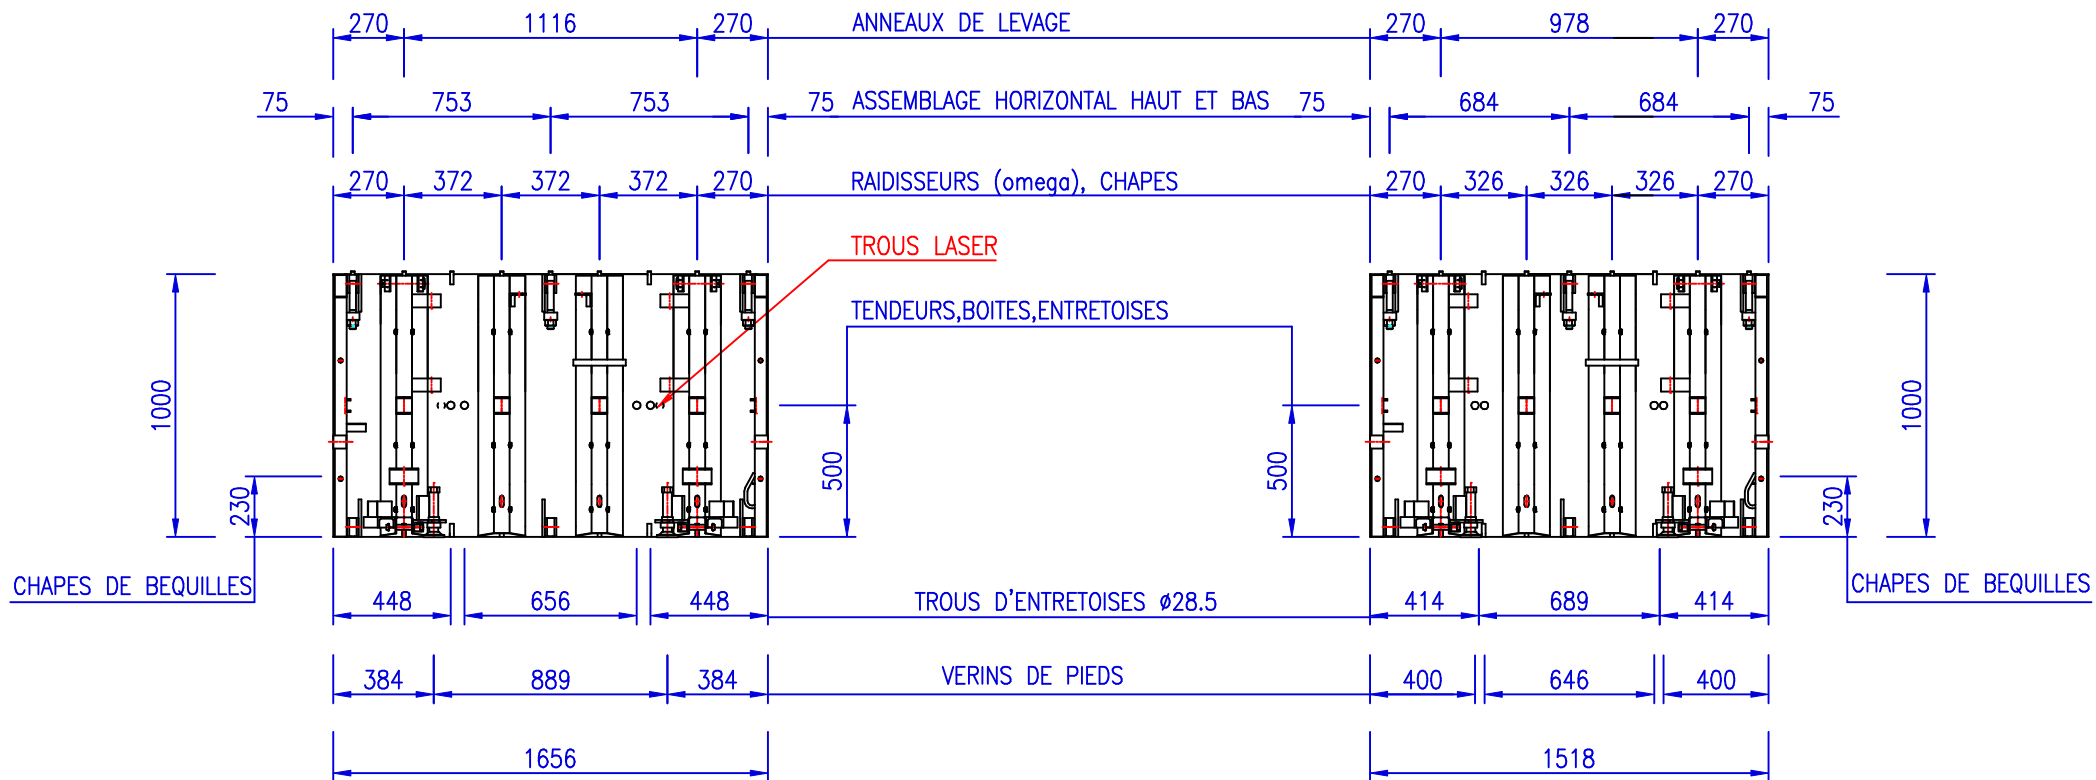 270 1116 270 ANNEAUX DE LEVAGE 270 978 270
75 753 753 75 ASSEMBLAGE HORIZONTAL HAUT ET BAS 75 684 684 75
270 372 372 372 270 RAIDISSEURS (omega), CHAPES 270 326 326 326 270
TROUS LASER
TENDEURS,BOITES,ENTRETOISES
1000 1000
500 500
230 230
CHAPES DE BEQUILLES CHAPES DE BEQUILLES
448 656 448 TROUS D'ENTRETOISES Ø28.5 414 689 414
384 889 384 VERINS DE PIEDS 400 646 400
1656 1518